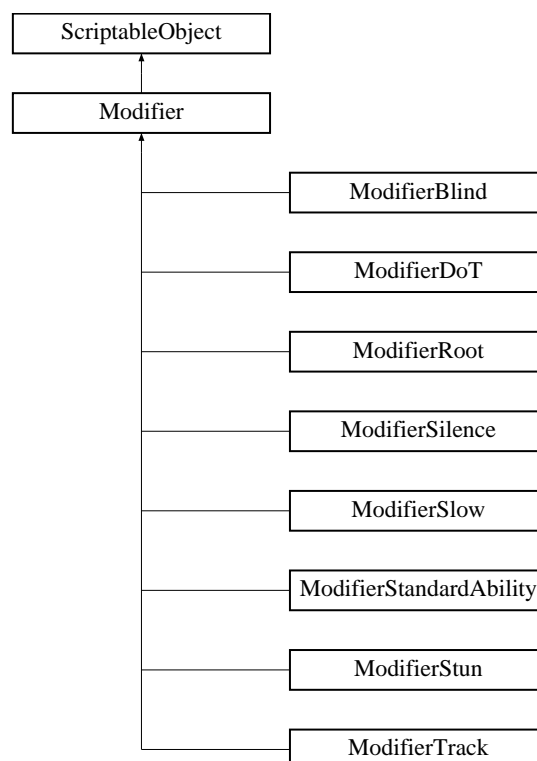 ScriptableObject
Modifier
ModifierBlind
ModifierDoT
ModifierRoot
ModifierSilence
ModifierSlow
ModifierStandardAbility
ModifierStun
ModifierTrack